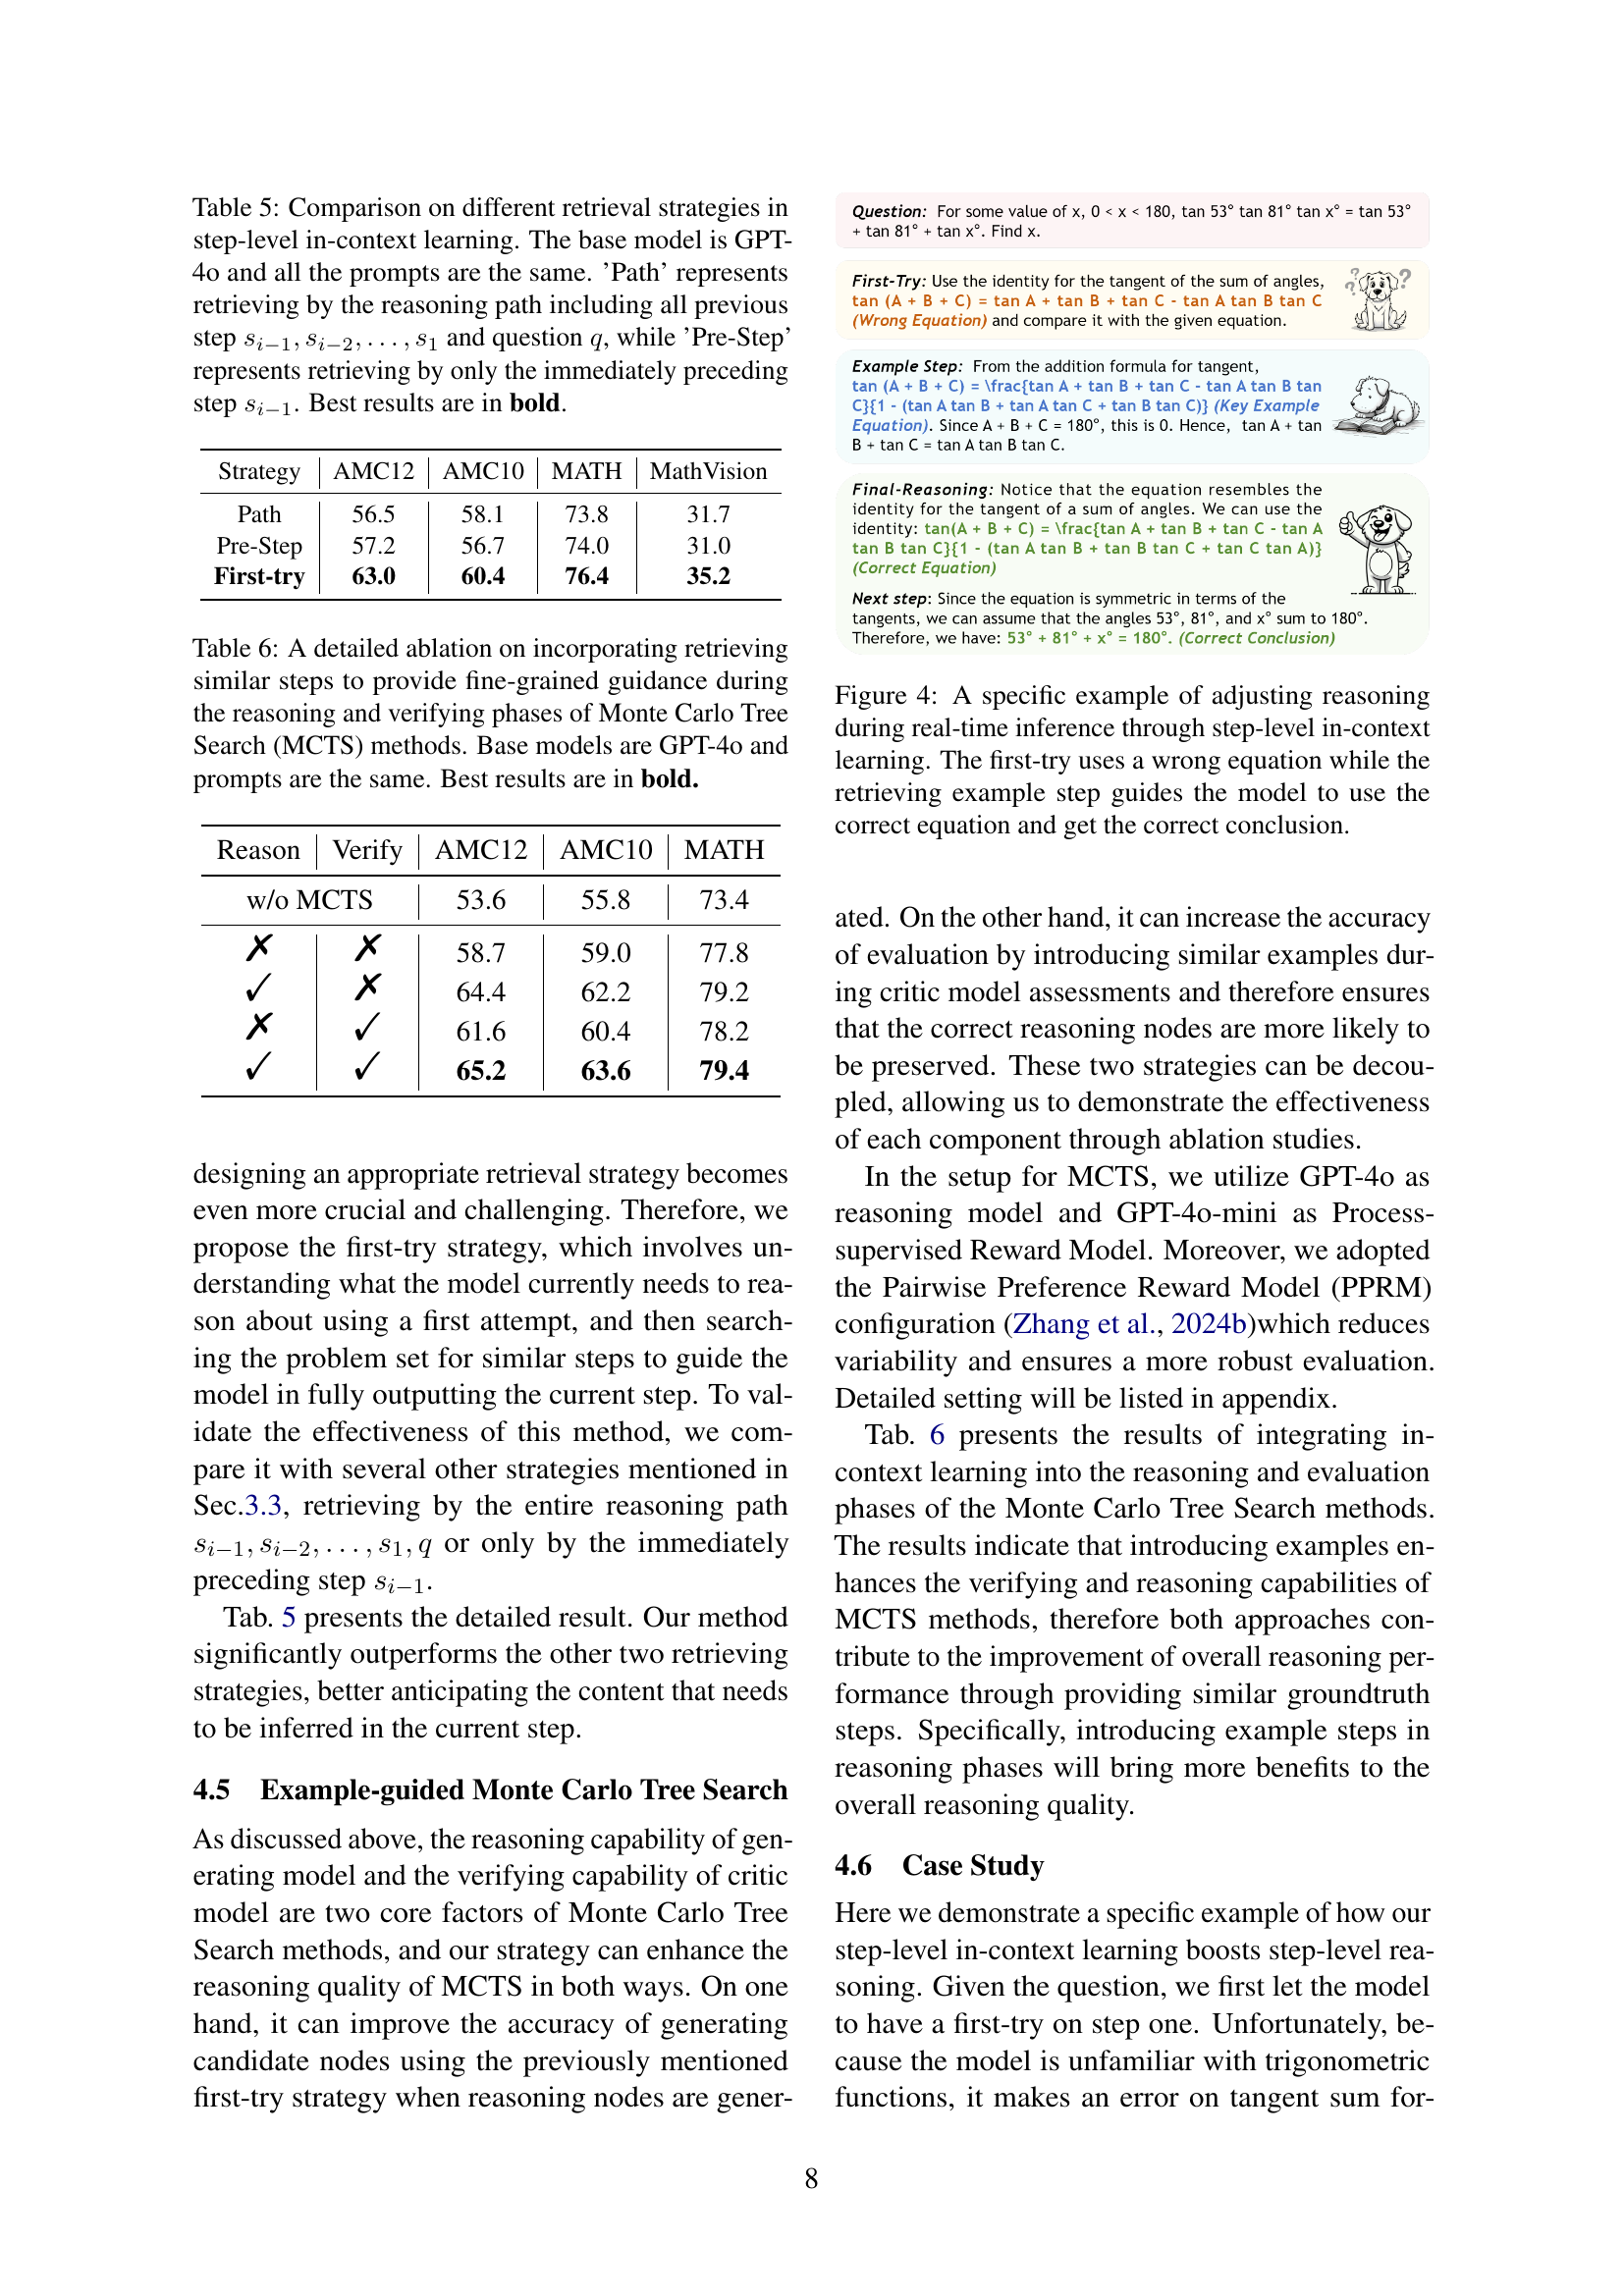 Table 5: Comparison on different retrieval strategies in
step-level in-context learning. The base model is GPT-
4o and all the prompts are the same. ’Path’ represents
retrieving by the reasoning path including all previous
step s_{i−1}, s_{i−2}, . . . , s_1 and question q, while ’Pre-Step’
represents retrieving by only the immediately preceding
step s_{i−1}. Best results are in bold.
Strategy AMC12 AMC10 MATH MathVision
Path 56.5 58.1 73.8 31.7
Pre-Step 57.2 56.7 74.0 31.0
First-try 63.0 60.4 76.4 35.2
Table 6: A detailed ablation on incorporating retrieving
similar steps to provide fine-grained guidance during
the reasoning and verifying phases of Monte Carlo Tree
Search (MCTS) methods. Base models are GPT-4o and
prompts are the same. Best results are in bold.
Reason Verify AMC12 AMC10 MATH
w/o MCTS 53.6 55.8 73.4
✗ ✗ 58.7 59.0 77.8
✓ ✗ 64.4 62.2 79.2
✗ ✓ 61.6 60.4 78.2
✓ ✓ 65.2 63.6 79.4
designing an appropriate retrieval strategy becomes
even more crucial and challenging. Therefore, we
propose the first-try strategy, which involves un-
derstanding what the model currently needs to rea-
son about using a first attempt, and then search-
ing the problem set for similar steps to guide the
model in fully outputting the current step. To val-
idate the effectiveness of this method, we com-
pare it with several other strategies mentioned in
Sec.3.3, retrieving by the entire reasoning path
s_{i−1}, s_{i−2}, . . . , s_1, q or only by the immediately
preceding step s_{i−1}.
Tab. 5 presents the detailed result. Our method
significantly outperforms the other two retrieving
strategies, better anticipating the content that needs
to be inferred in the current step.
4.5 Example-guided Monte Carlo Tree Search
As discussed above, the reasoning capability of gen-
erating model and the verifying capability of critic
model are two core factors of Monte Carlo Tree
Search methods, and our strategy can enhance the
reasoning quality of MCTS in both ways. On one
hand, it can improve the accuracy of generating
candidate nodes using the previously mentioned
first-try strategy when reasoning nodes are gener-
Question: For some value of x, 0 < x < 180, tan 53° tan 81° tan x° = tan 53°
+ tan 81° + tan x°. Find x.
First-Try: Use the identity for the tangent of the sum of angles,
tan (A + B + C) = tan A + tan B + tan C - tan A tan B tan C
(Wrong Equation) and compare it with the given equation.
? ?
?
Example Step: From the addition formula for tangent,
tan (A + B + C) = \frac{tan A + tan B + tan C - tan A tan B tan
C}{1 - (tan A tan B + tan A tan C + tan B tan C)} (Key Example
Equation). Since A + B + C = 180°, this is 0. Hence, tan A + tan
B + tan C = tan A tan B tan C.
Final-Reasoning: Notice that the equation resembles the
identity for the tangent of a sum of angles. We can use the
identity: tan(A + B + C) = \frac{tan A + tan B + tan C - tan A
tan B tan C}{1 - (tan A tan B + tan B tan C + tan C tan A)}
(Correct Equation)
Next step: Since the equation is symmetric in terms of the
tangents, we can assume that the angles 53°, 81°, and x° sum to 180°.
Therefore, we have: 53° + 81° + x° = 180°. (Correct Conclusion)
Figure 4: A specific example of adjusting reasoning
during real-time inference through step-level in-context
learning. The first-try uses a wrong equation while the
retrieving example step guides the model to use the
correct equation and get the correct conclusion.
ated. On the other hand, it can increase the accuracy
of evaluation by introducing similar examples dur-
ing critic model assessments and therefore ensures
that the correct reasoning nodes are more likely to
be preserved. These two strategies can be decou-
pled, allowing us to demonstrate the effectiveness
of each component through ablation studies.
In the setup for MCTS, we utilize GPT-4o as
reasoning model and GPT-4o-mini as Process-
supervised Reward Model. Moreover, we adopted
the Pairwise Preference Reward Model (PPRM)
configuration (Zhang et al., 2024b)which reduces
variability and ensures a more robust evaluation.
Detailed setting will be listed in appendix.
Tab. 6 presents the results of integrating in-
context learning into the reasoning and evaluation
phases of the Monte Carlo Tree Search methods.
The results indicate that introducing examples en-
hances the verifying and reasoning capabilities of
MCTS methods, therefore both approaches con-
tribute to the improvement of overall reasoning per-
formance through providing similar groundtruth
steps. Specifically, introducing example steps in
reasoning phases will bring more benefits to the
overall reasoning quality.
4.6 Case Study
Here we demonstrate a specific example of how our
step-level in-context learning boosts step-level rea-
soning. Given the question, we first let the model
to have a first-try on step one. Unfortunately, be-
cause the model is unfamiliar with trigonometric
functions, it makes an error on tangent sum for-
8